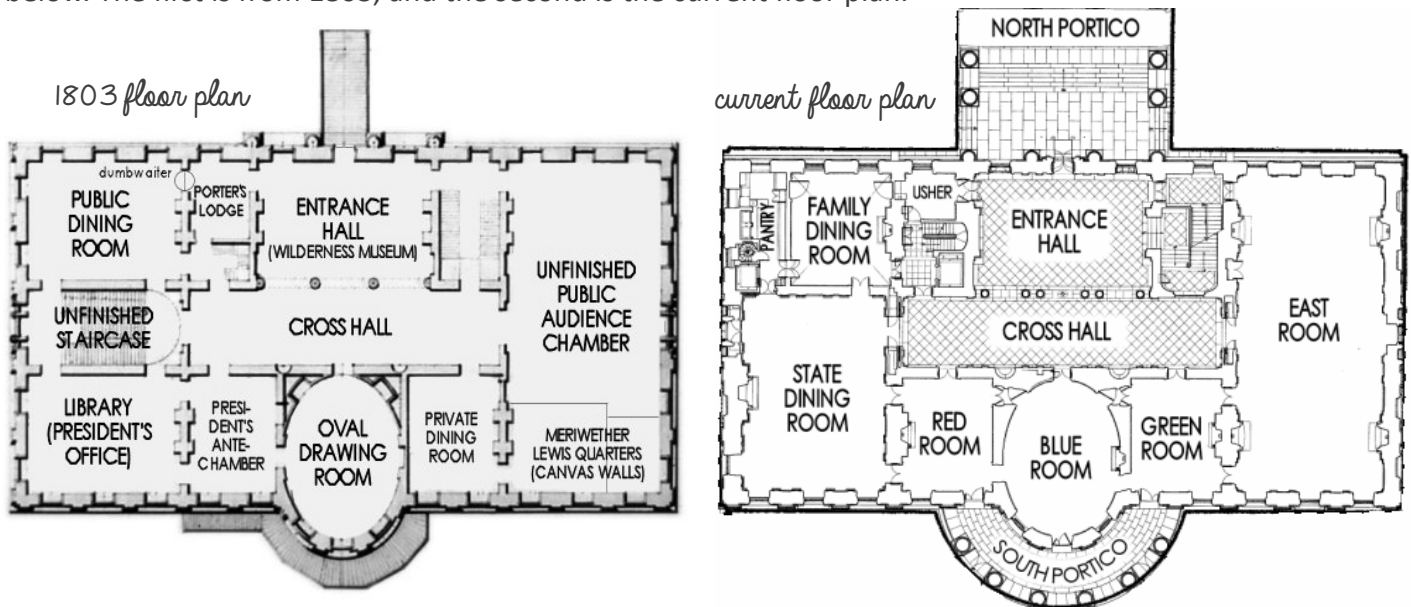 below. The first is from 1803, and the second is the current floor plan.
1803 floor plan
dumbwaiter
PUBLIC
DINING
ROOM
PORTER'S
LODGE
ENTRANCE
HALL
(WILDERNESS MUSEUM)
UNFINISHED
PUBLIC
AUDIENCE
CHAMBER
UNFINISHED
STAIRCASE
CROSS HALL
LIBRARY
(PRESIDENT'S
OFFICE)
PRESI-
DENT'S
ANTE-
CHAMBER
OVAL
DRAWING
ROOM
PRIVATE
DINING
ROOM
MERIWETHER
LEWIS QUARTERS
(CANVAS WALLS)
current floor plan
NORTH PORTICO
PANTRY
FAMILY
DINING
ROOM
USHER
ENTRANCE
HALL
EAST
ROOM
CROSS HALL
STATE
DINING
ROOM
RED
ROOM
BLUE
ROOM
GREEN
ROOM
SOUTH PORTICO